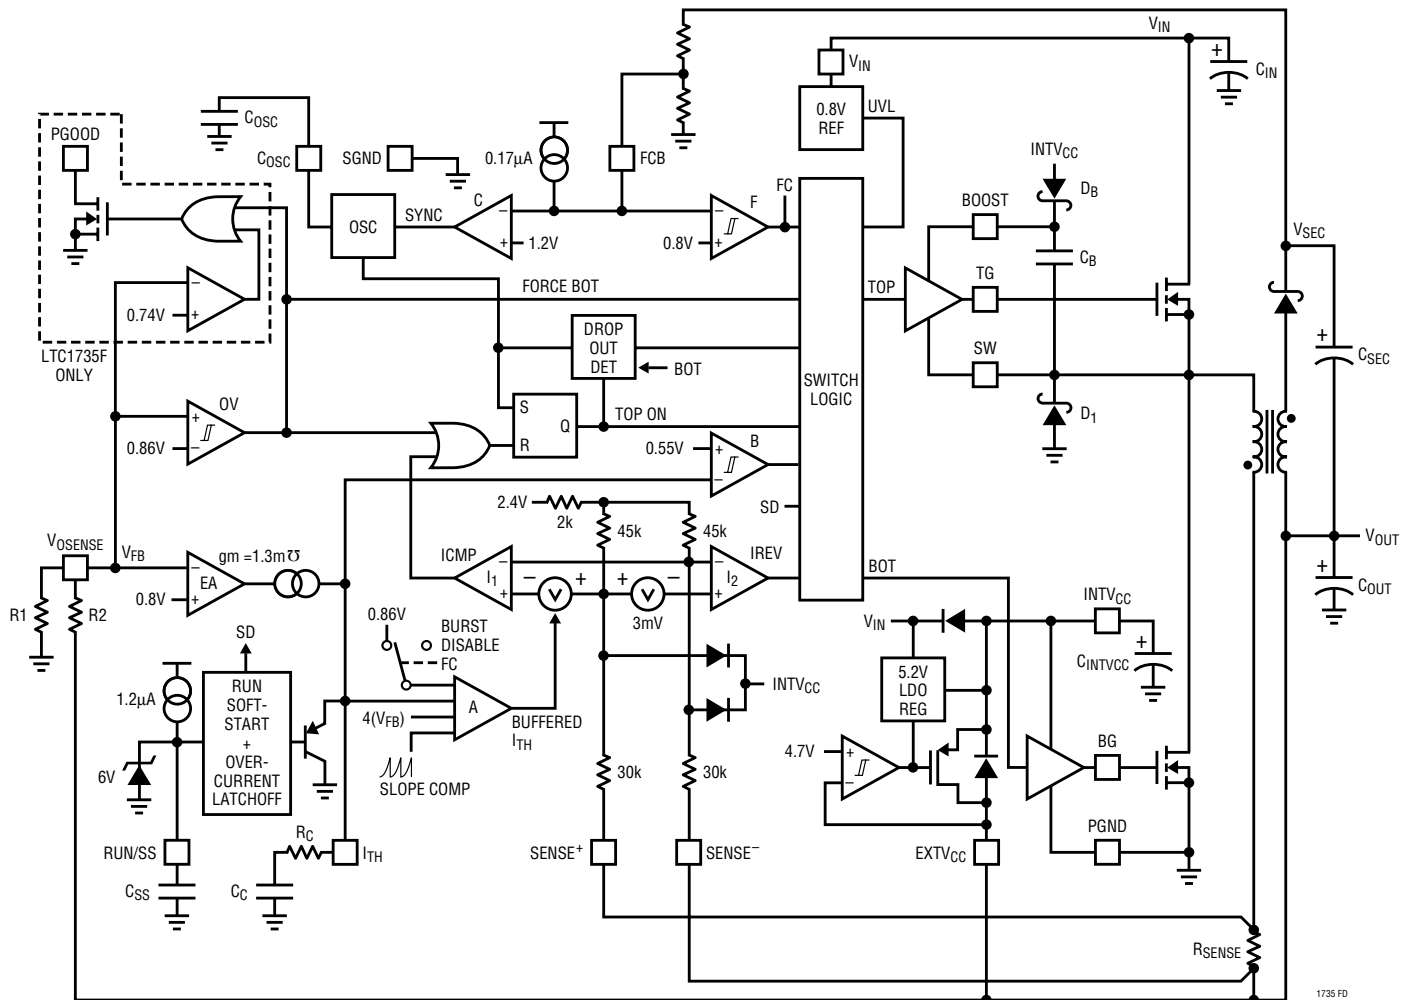 VIN
VIN
+
CIN
COSC
0.8V
REF
UVL
PGOOD
COSC
SGND
0.17µA
FCB
INTVCC
DB
C
F
FC
BOOST
OSC
SYNC
–
+
1.2V
–
+
0.8V
CB
VSEC
–
+
0.74V
FORCE BOT
TOP
TG
DROP
OUT
DET
BOT
SW
+
CSEC
LTC1735F
ONLY
SWITCH
LOGIC
OV
+
–
0.86V
S
R
Q
TOP ON
D1
0.55V
+
–
B
2.4V
2k
45k
45k
SD
VOSENSE
VFB
gm =1.3m℧
ICMP
IREV
VOUT
–
EA
+
0.8V
I1
–
+
–
+
V
+
–
V
3mV
–
+
I2
BOT
+
COUT
R1
R2
0.86V
BURST
DISABLE
FC
VIN
INTVCC
+
CINTVCC
SD
1.2µA
RUN
SOFT-
START
+
OVER-
CURRENT
LATCHOFF
A
4(VFB)
BUFFERED
ITH
INTVCC
5.2V
LDO
REG
6V
SLOPE COMP
30k
30k
4.7V
+
–
BG
PGND
RUN/SS
RC
ITH
SENSE+
SENSE–
EXTVCC
CSS
CC
RSENSE
1735 FD